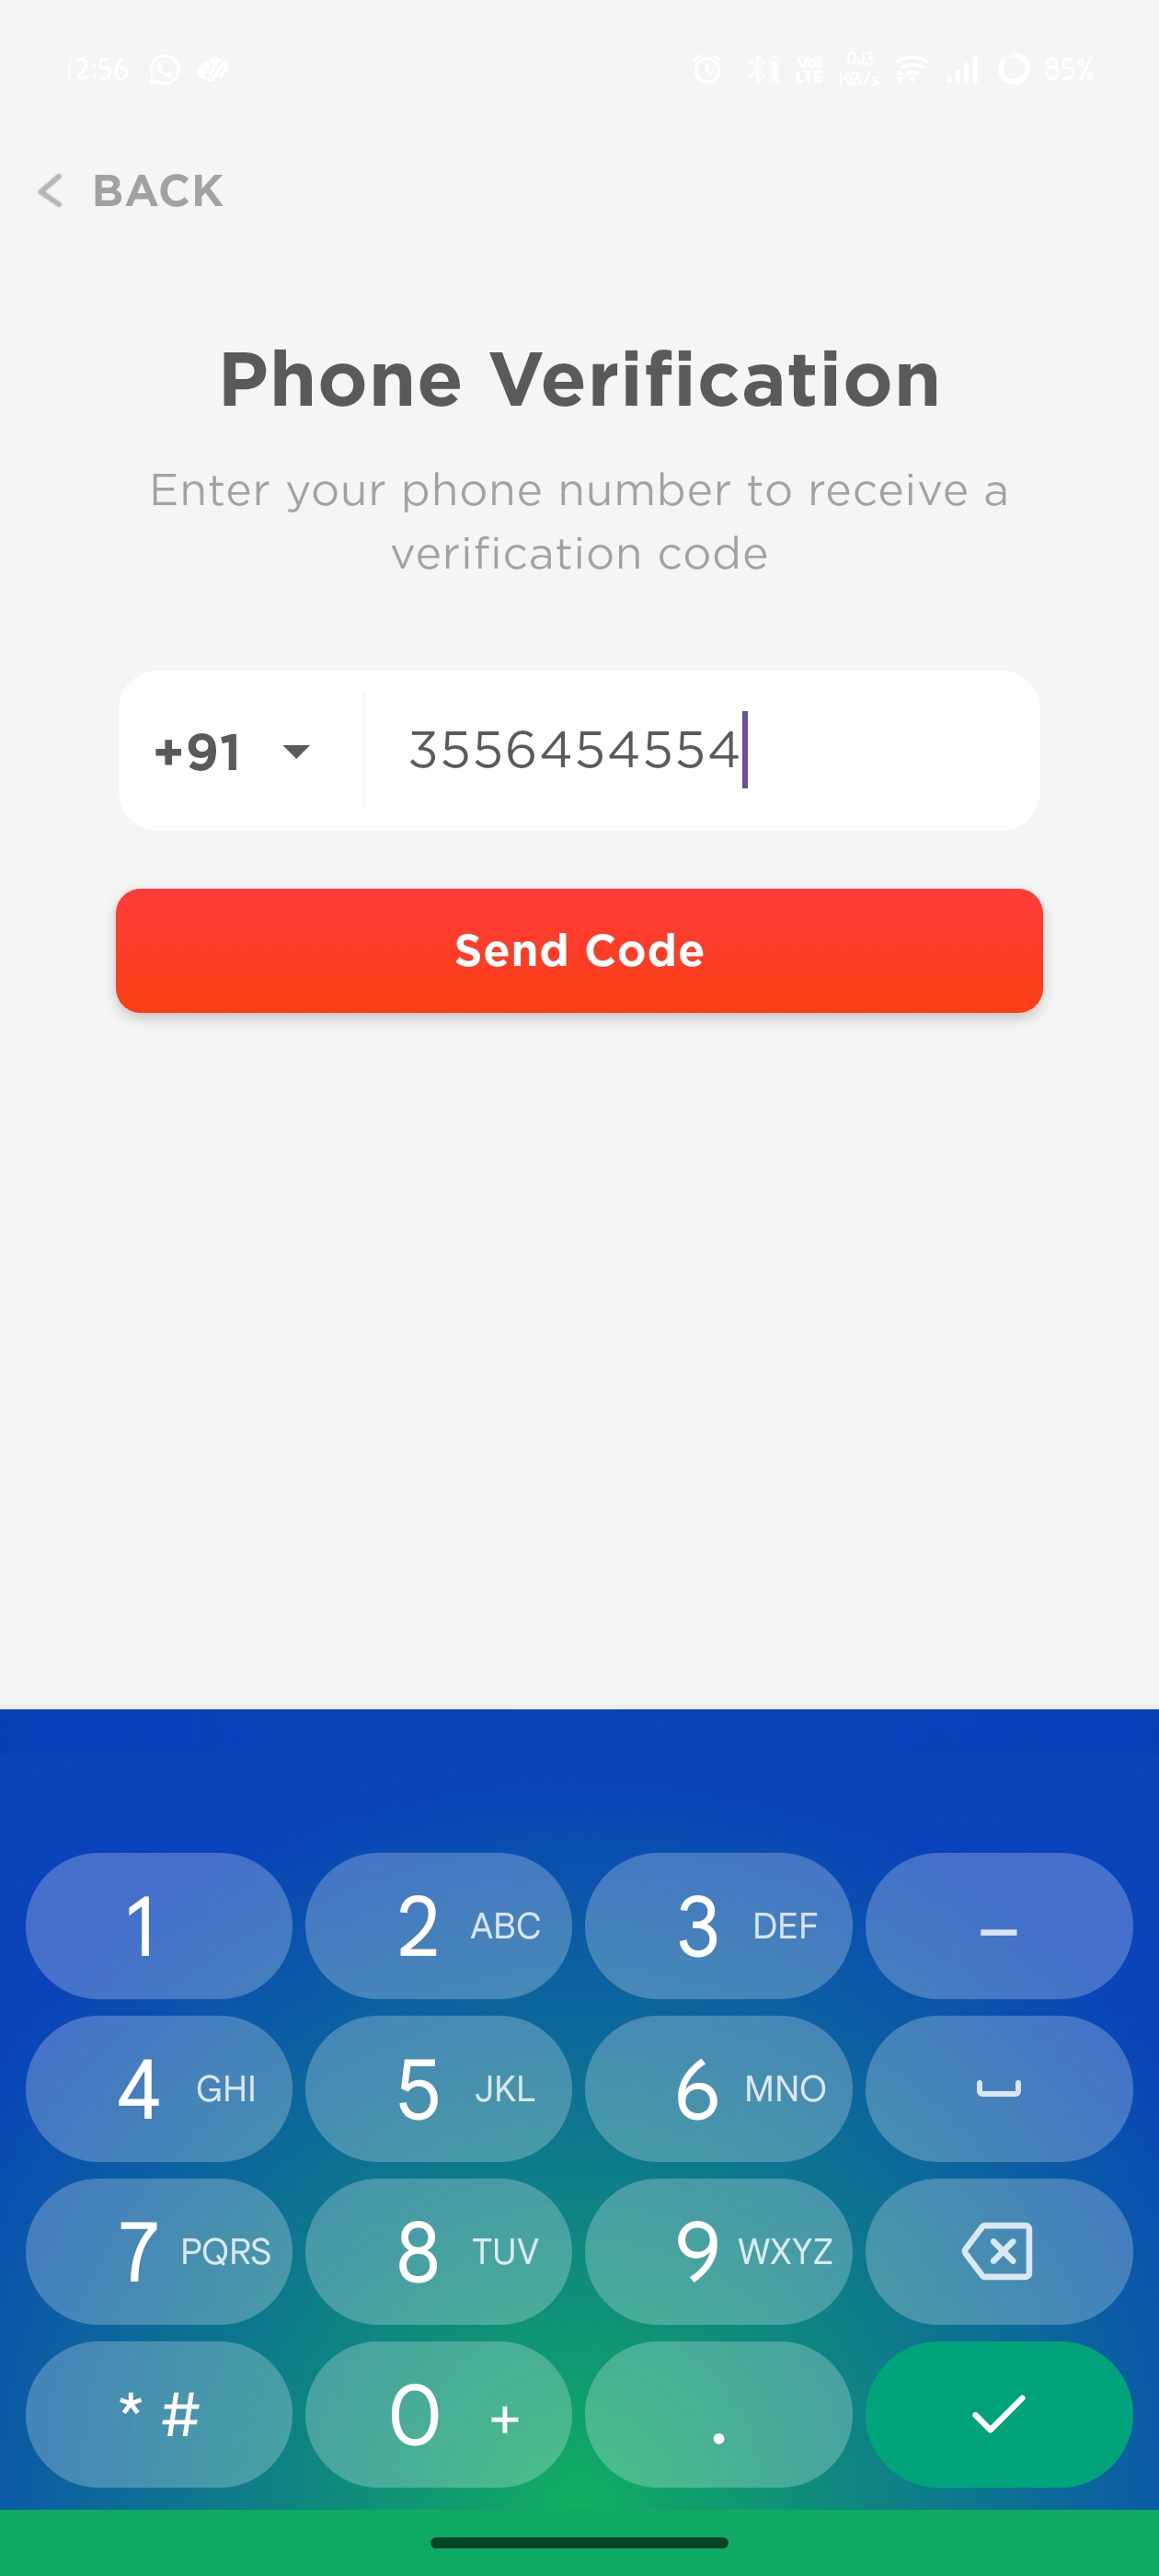 12:56 VoD LTE 0.13 KB/s 85%
BACK
Phone Verification
Enter your phone number to receive a
verification code
+91 3556454554
Send Code
1 2 ABC 3 DEF –
4 GHI 5 JKL 6 MNO
7 PQRS 8 TUV 9 WXYZ
* # 0 + .